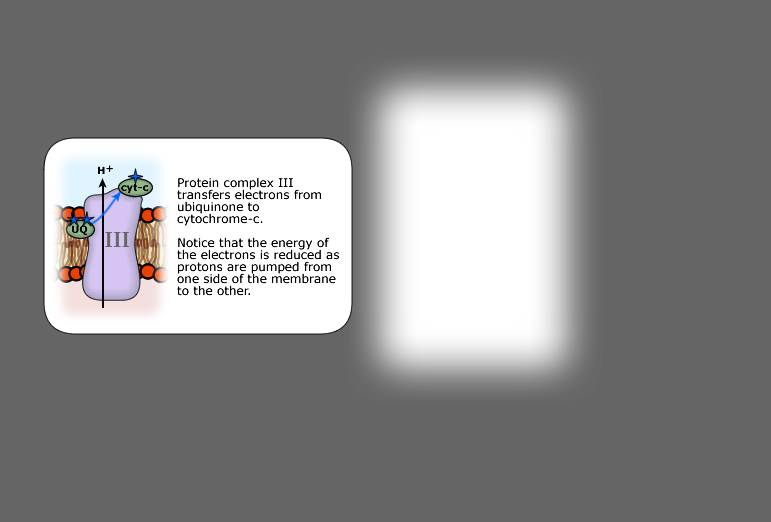 H+
cyt-c
UQ
III
Protein complex III
transfers electrons from
ubiquinone to
cytochrome-c.
Notice that the energy of
the electrons is reduced as
protons are pumped from
one side of the membrane
to the other.